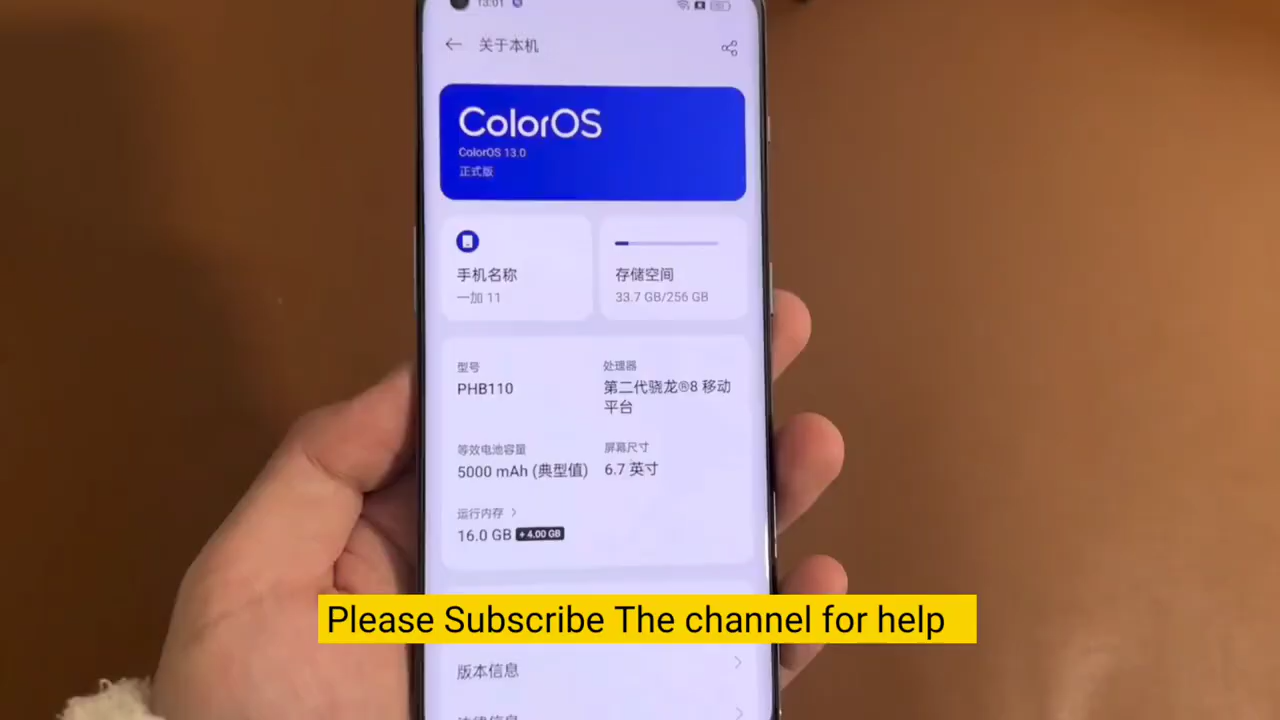 13:01
关于本机
ColorOS
ColorOS 13.0
正式版
手机名称
一加 11
存储空间
33.7 GB/256 GB
型号
PHB110
处理器
第二代骁龙®8 移动
平台
等效电池容量
5000 mAh (典型值)
屏幕尺寸
6.7 英寸
运行内存
16.0 GB + 4.00 GB
Please Subscribe The channel for help
版本信息